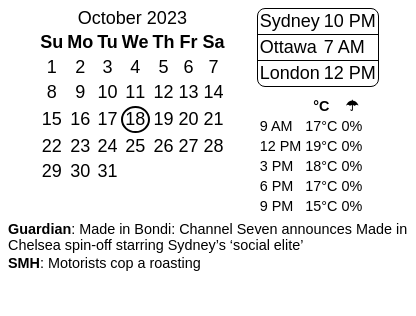 October 2023
Su Mo Tu We Th Fr Sa
1 2 3 4 5 6 7
8 9 10 11 12 13 14
15 16 17 18 19 20 21
22 23 24 25 26 27 28
29 30 31
Sydney 10 PM
Ottawa 7 AM
London 12 PM
°C ☂
9 AM 17°C 0%
12 PM 19°C 0%
3 PM 18°C 0%
6 PM 17°C 0%
9 PM 15°C 0%
Guardian: Made in Bondi: Channel Seven announces Made in
Chelsea spin-off starring Sydney’s ‘social elite’
SMH: Motorists cop a roasting